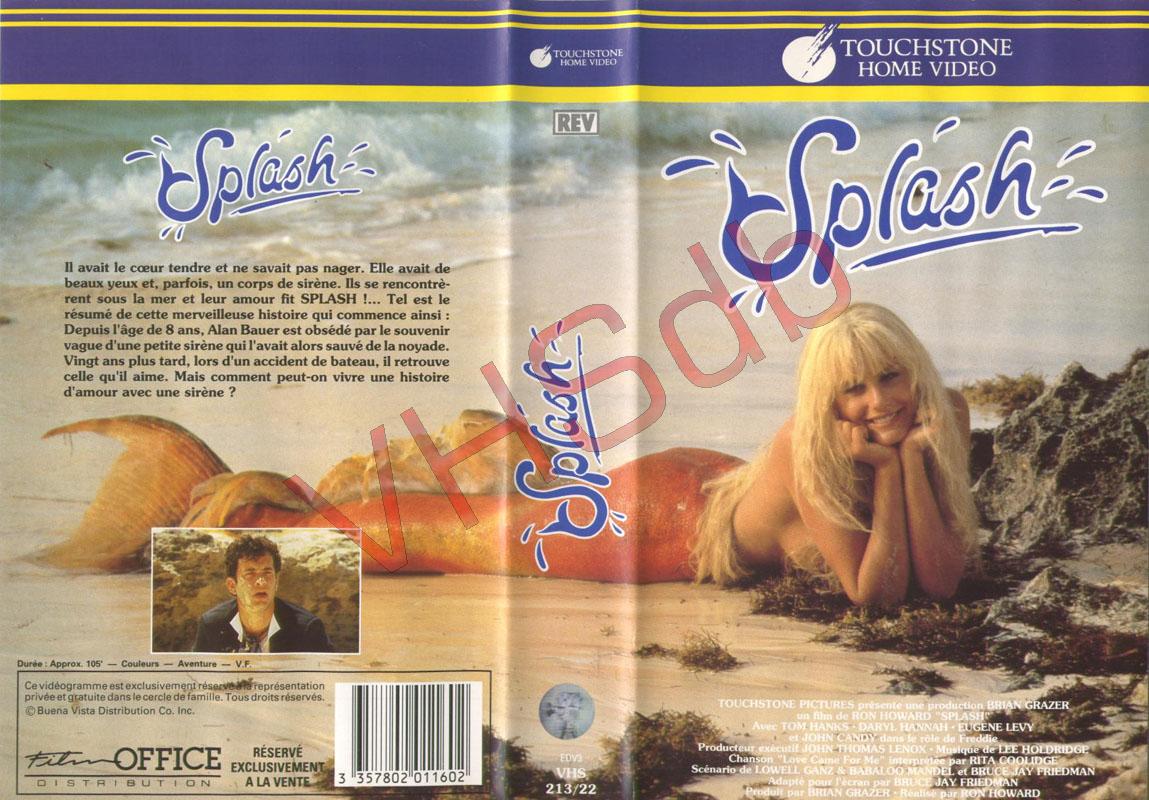 TOUCHSTONE
HOME VIDEO
Splash
Il avait le cœur tendre et ne savait pas nager. Elle avait de
beaux yeux et, parfois, un corps de sirène. Ils se rencontrè-
rent sous la mer et leur amour fit SPLASH !... Tel est le
résumé de cette merveilleuse histoire qui commence ainsi :
Depuis l'âge de 8 ans, Alan Bauer est obsédé par le souvenir
vague d'une petite sirène qui l'avait alors sauvé de la noyade.
Vingt ans plus tard, lors d'un accident de bateau, il retrouve
celle qu'il aime. Mais comment peut-on vivre une histoire
d'amour avec une sirène ?
Durée : Approx. 105' — Couleurs — Aventure — V.F.
Ce vidéogramme est exclusivement réservé à la représentation
privée et gratuite dans le cercle de famille. Tous droits réservés.
© Buena Vista Distribution Co. Inc.
Film OFFICE
DISTRIBUTION
RÉSERVÉ
EXCLUSIVEMENT
A LA VENTE
3 357802 011602
REV
Splash
EDV3
VHS
213/22
TOUCHSTONE
HOME VIDEO
Splash
TOUCHSTONE PICTURES présente une production BRIAN GRAZER
un film de RON HOWARD "SPLASH"
Avec TOM HANKS · DARYL HANNAH · EUGENE LEVY
et JOHN CANDY dans le rôle de Freddie
Producteur exécutif JOHN THOMAS LENOX · Musique de LEE HOLDRIDGE
Chanson "Love Came For Me" interprétée par RITA COOLIDGE
Scénario de LOWELL GANZ & BABALOO MANDEL et BRUCE JAY FRIEDMAN
Adapté pour l'écran par BRUCE JAY FRIEDMAN
Produit par BRIAN GRAZER · Réalisé par RON HOWARD
VHSdb